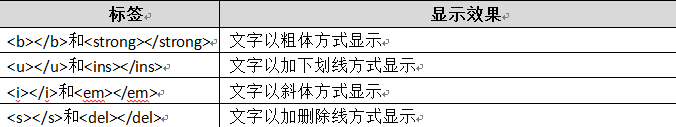 标签 显示效果
<b></b>和<strong></strong> 文字以粗体方式显示
<u></u>和<ins></ins> 文字以加下划线方式显示
<i></i>和<em></em> 文字以斜体方式显示
<s></s>和<del></del> 文字以加删除线方式显示